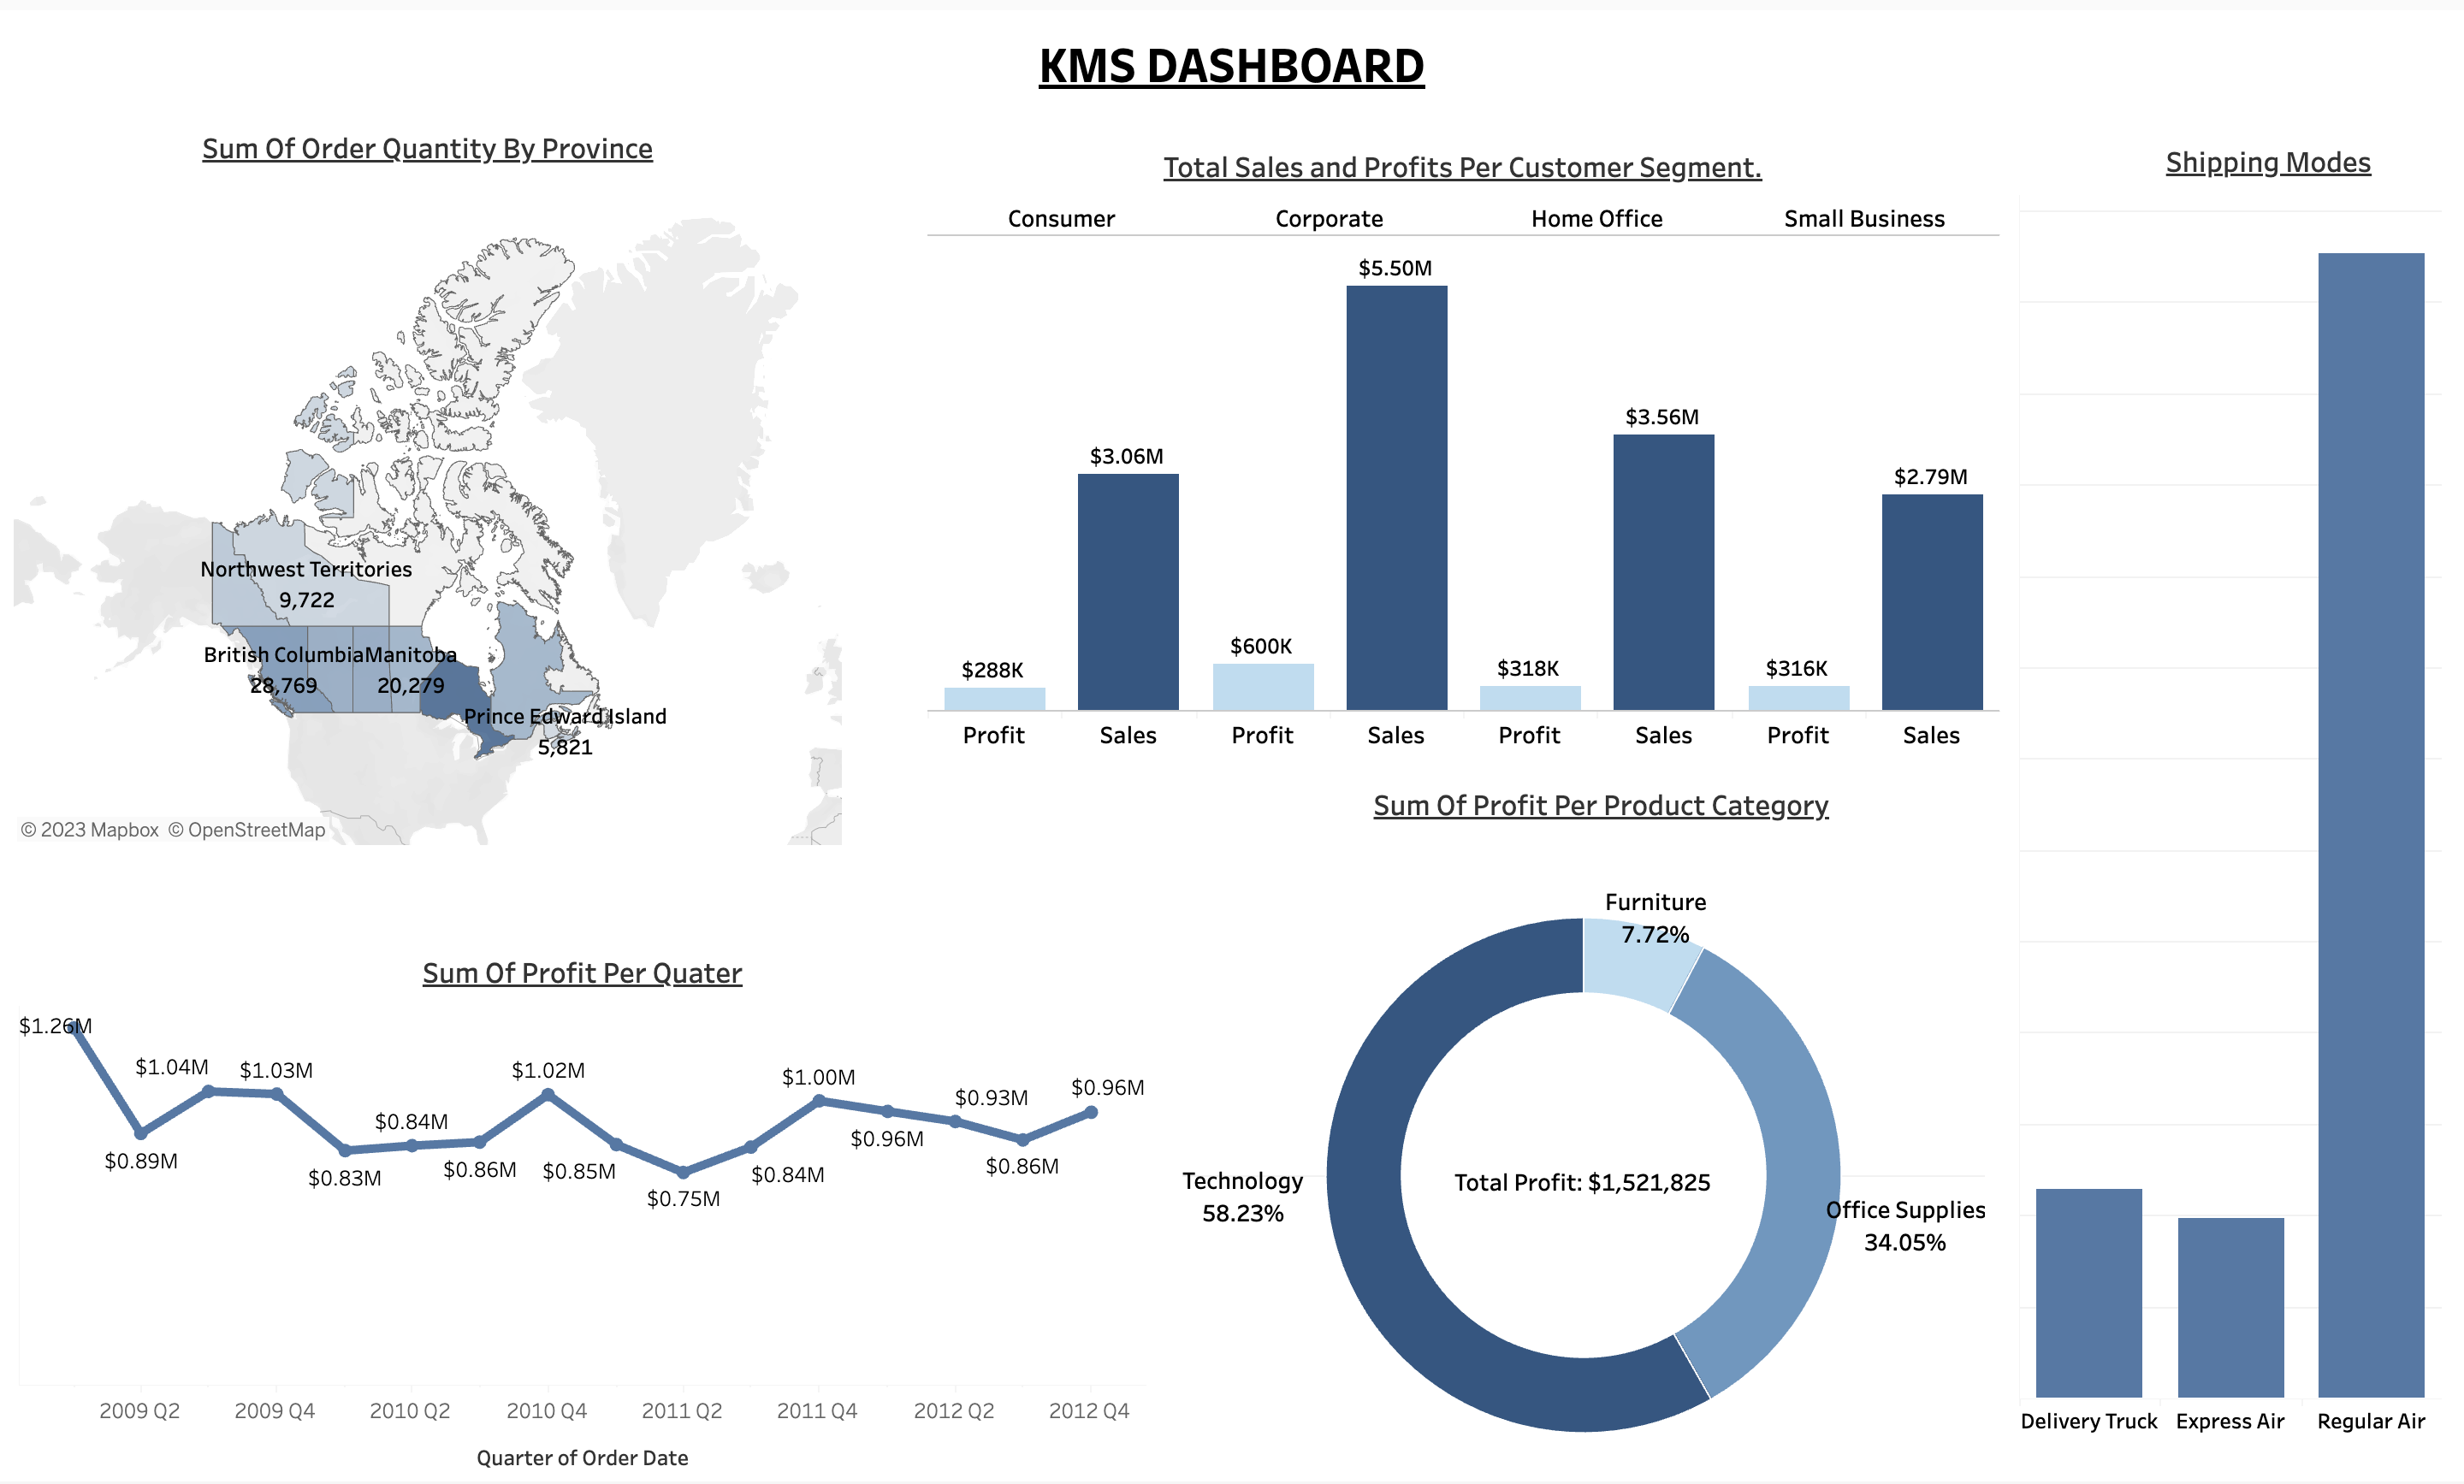 KMS DASHBOARD
Sum Of Order Quantity By Province
Northwest Territories
9,722
British Columbia
28,769
Manitoba
20,279
Prince Edward Island
5,821
© 2023 Mapbox © OpenStreetMap
Total Sales and Profits Per Customer Segment.
Consumer
Corporate
Home Office
Small Business
$288K
$3.06M
$600K
$5.50M
$318K
$3.56M
$316K
$2.79M
Profit
Sales
Profit
Sales
Profit
Sales
Profit
Sales
Sum Of Profit Per Quater
$1.26M
$0.89M
$1.04M
$1.03M
$0.83M
$0.84M
$0.86M
$1.02M
$0.85M
$0.75M
$0.84M
$1.00M
$0.96M
$0.93M
$0.86M
$0.96M
2009 Q2
2009 Q4
2010 Q2
2010 Q4
2011 Q2
2011 Q4
2012 Q2
2012 Q4
Quarter of Order Date
Sum Of Profit Per Product Category
Furniture
7.72%
Technology
58.23%
Total Profit: $1,521,825
Office Supplies
34.05%
Shipping Modes
Delivery Truck
Express Air
Regular Air